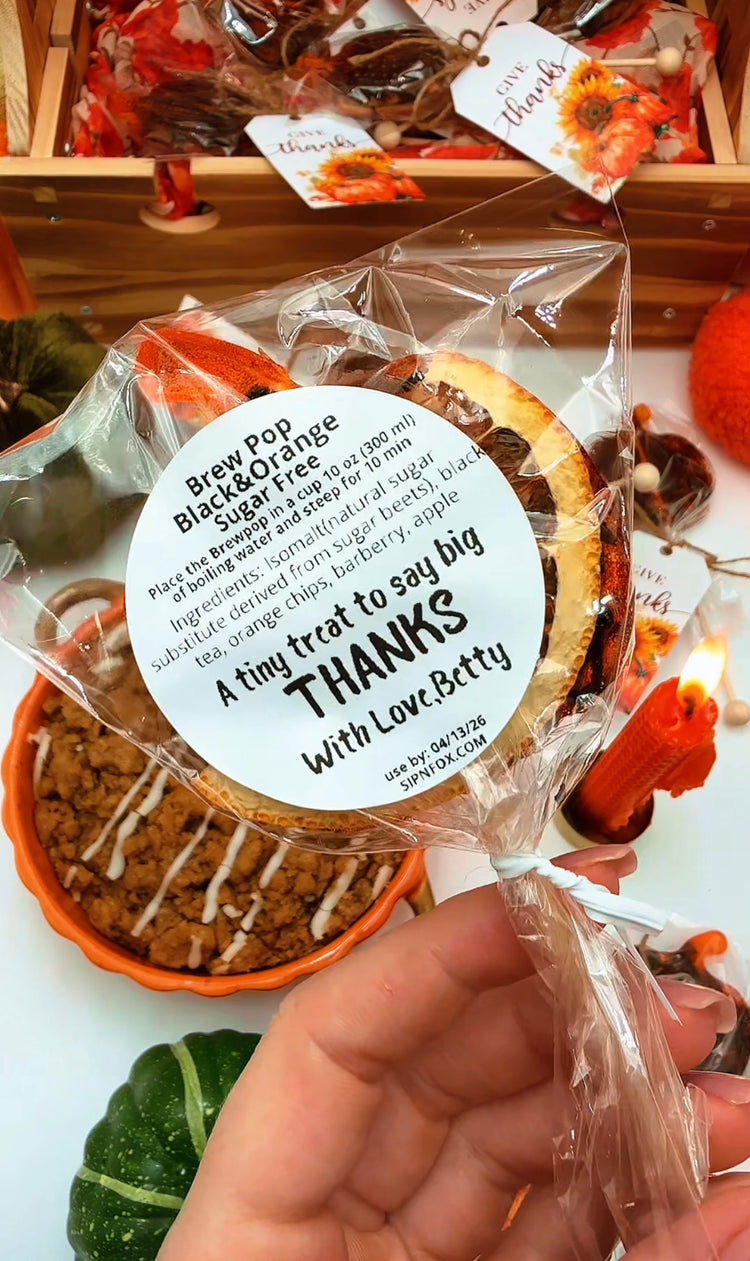 GIVE
thanks
GIVE
thanks
Brew Pop
Black&Orange
Sugar Free
Place the Brewpop in a cup 10 oz (300 ml)
of boiling water and steep for 10 min
Ingredients: Isomalt(natural sugar
substitute derived from sugar beets), black
tea, orange chips, barberry, apple
A tiny treat to say big
THANKS
With Love,Betty
use by: 04/13/26
SIPNFOX.COM
GIVE
thanks